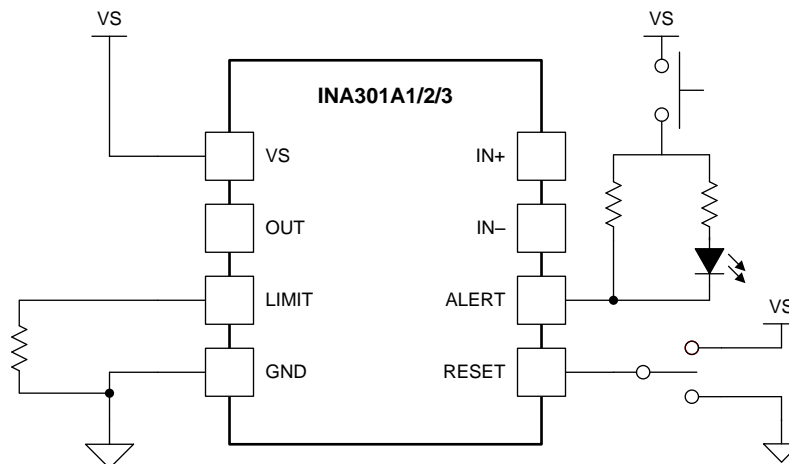 VS
VS
INA301A1/2/3
VS
IN+
OUT
IN–
LIMIT
ALERT
VS
GND
RESET